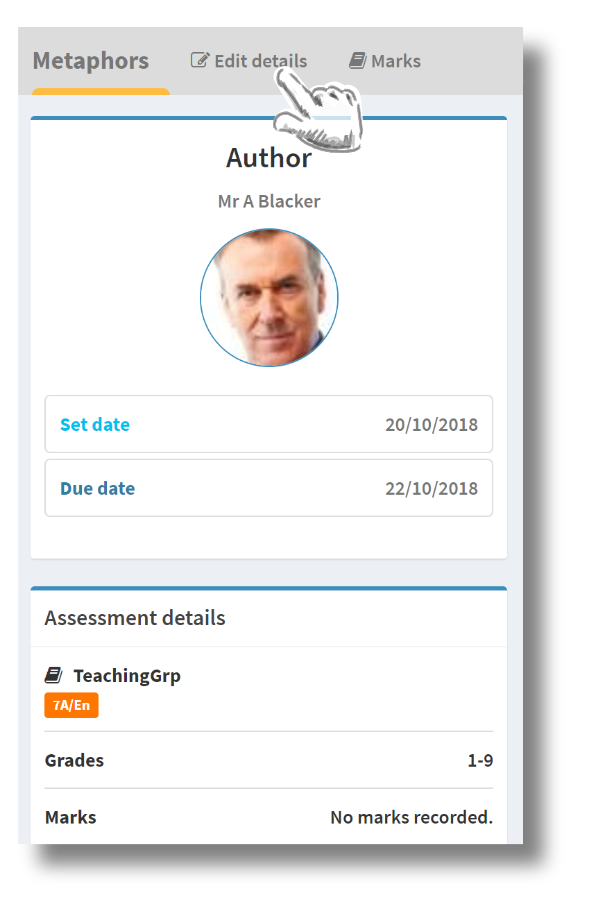 Metaphors Edit details Marks
Author
Mr A Blacker
Set date 20/10/2018
Due date 22/10/2018
Assessment details
TeachingGrp
7A/En
Grades 1-9
Marks No marks recorded.